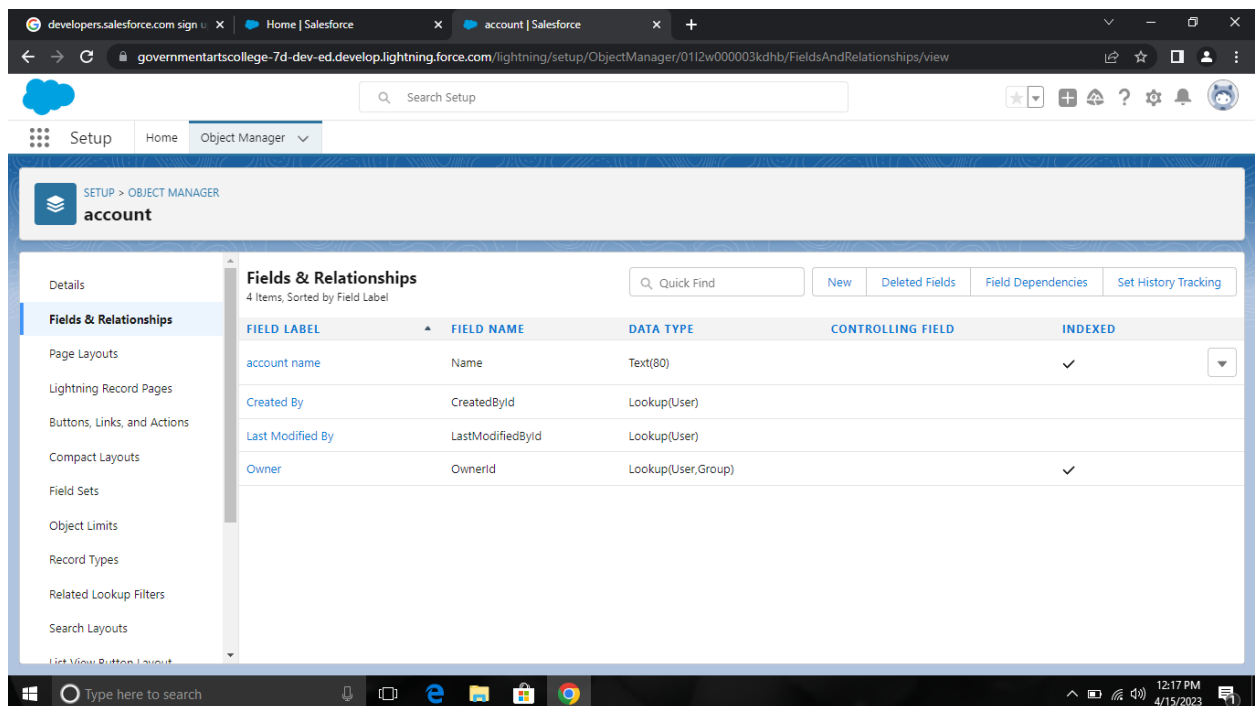 developers.salesforce.com sign u
Home | Salesforce
account | Salesforce
governmentartscollege-7d-dev-ed.develop.lightning.force.com/lightning/setup/ObjectManager/01I2w000003kdhb/FieldsAndRelationships/view
Search Setup
Setup
Home
Object Manager
SETUP > OBJECT MANAGER
account
Details
Fields & Relationships
Page Layouts
Lightning Record Pages
Buttons, Links, and Actions
Compact Layouts
Field Sets
Object Limits
Record Types
Related Lookup Filters
Search Layouts
List View Button Layout
Fields & Relationships
4 Items, Sorted by Field Label
Quick Find
New
Deleted Fields
Field Dependencies
Set History Tracking
FIELD LABEL FIELD NAME DATA TYPE CONTROLLING FIELD INDEXED
account name Name Text(80)
Created By CreatedById Lookup(User)
Last Modified By LastModifiedById Lookup(User)
Owner OwnerId Lookup(User,Group)
Type here to search
12:17 PM
4/15/2023